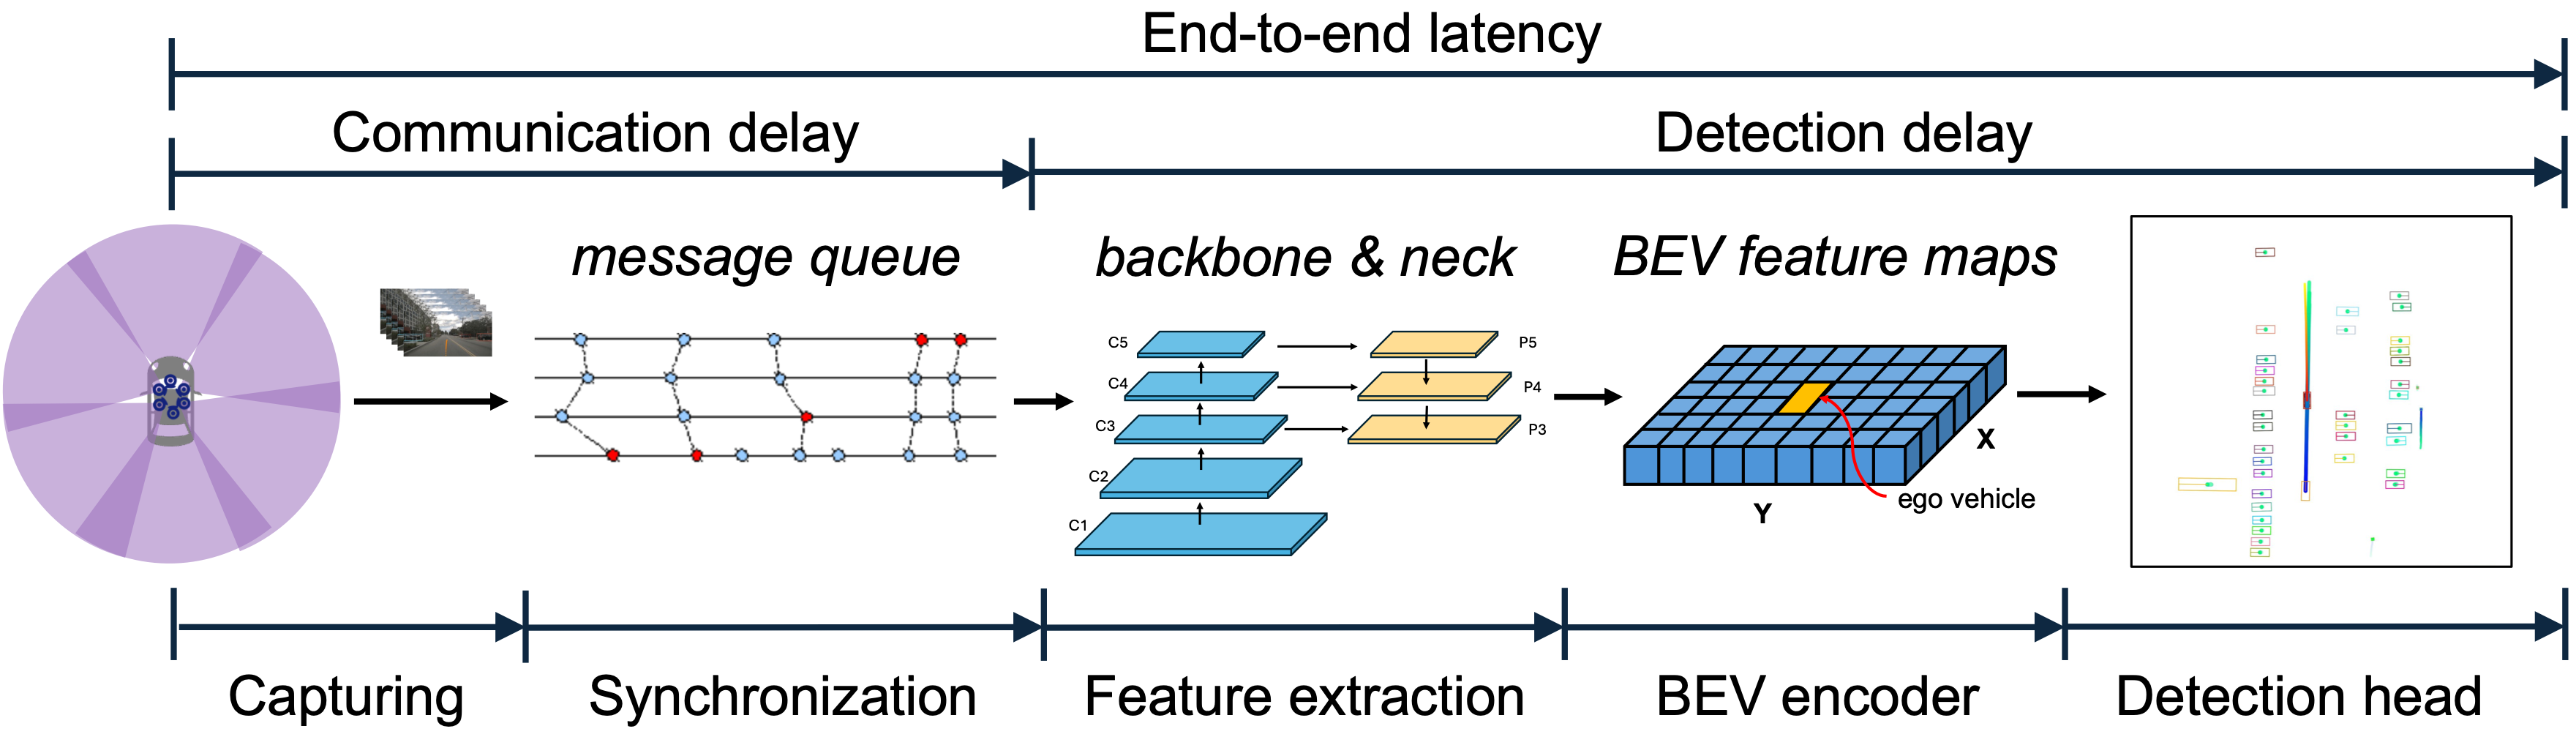 End-to-end latency
Communication delay
Detection delay
message queue
backbone & neck
BEV feature maps
C5
P5
C4
P4
C3
P3
C2
C1
X
Y
ego vehicle
Capturing
Synchronization
Feature extraction
BEV encoder
Detection head